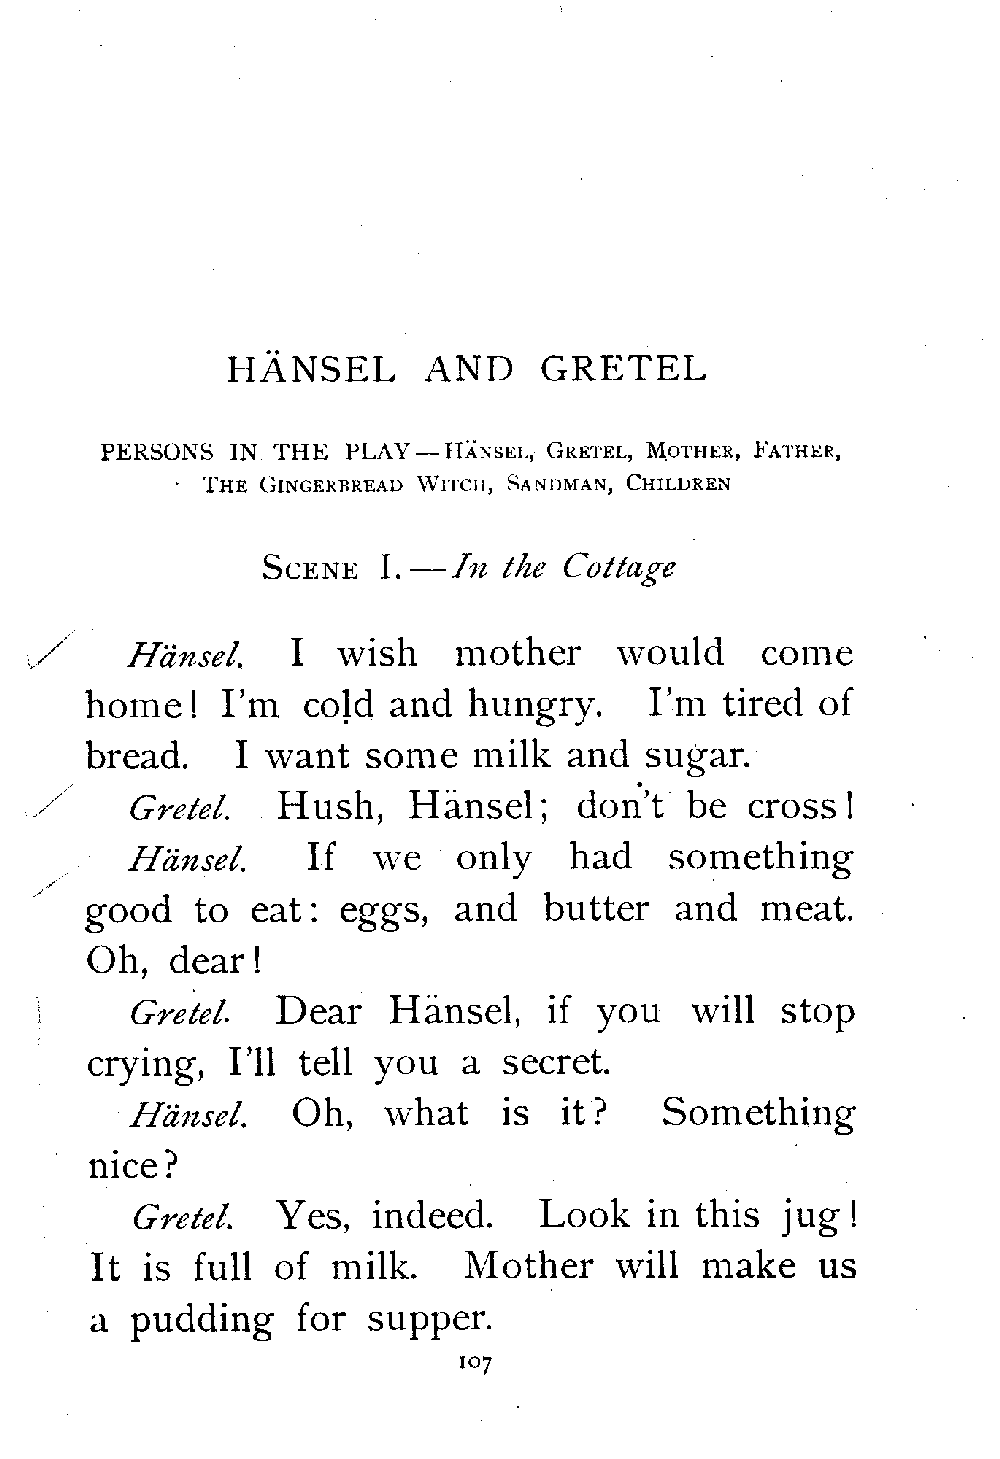 HÄNSEL AND GRETEL
PERSONS IN THE PLAY—HÄNSEL, GRETEL, MOTHER, FATHER,
THE GINGERBREAD WITCH, SANDMAN, CHILDREN
SCENE I.—In the Cottage
Hänsel. I wish mother would come
home! I'm cold and hungry. I'm tired of
bread. I want some milk and sugar.
Gretel. Hush, Hänsel; don't be cross!
Hänsel. If we only had something
good to eat: eggs, and butter and meat.
Oh, dear!
Gretel. Dear Hänsel, if you will stop
crying, I'll tell you a secret.
Hänsel. Oh, what is it? Something
nice?
Gretel. Yes, indeed. Look in this jug!
It is full of milk. Mother will make us
a pudding for supper.
107